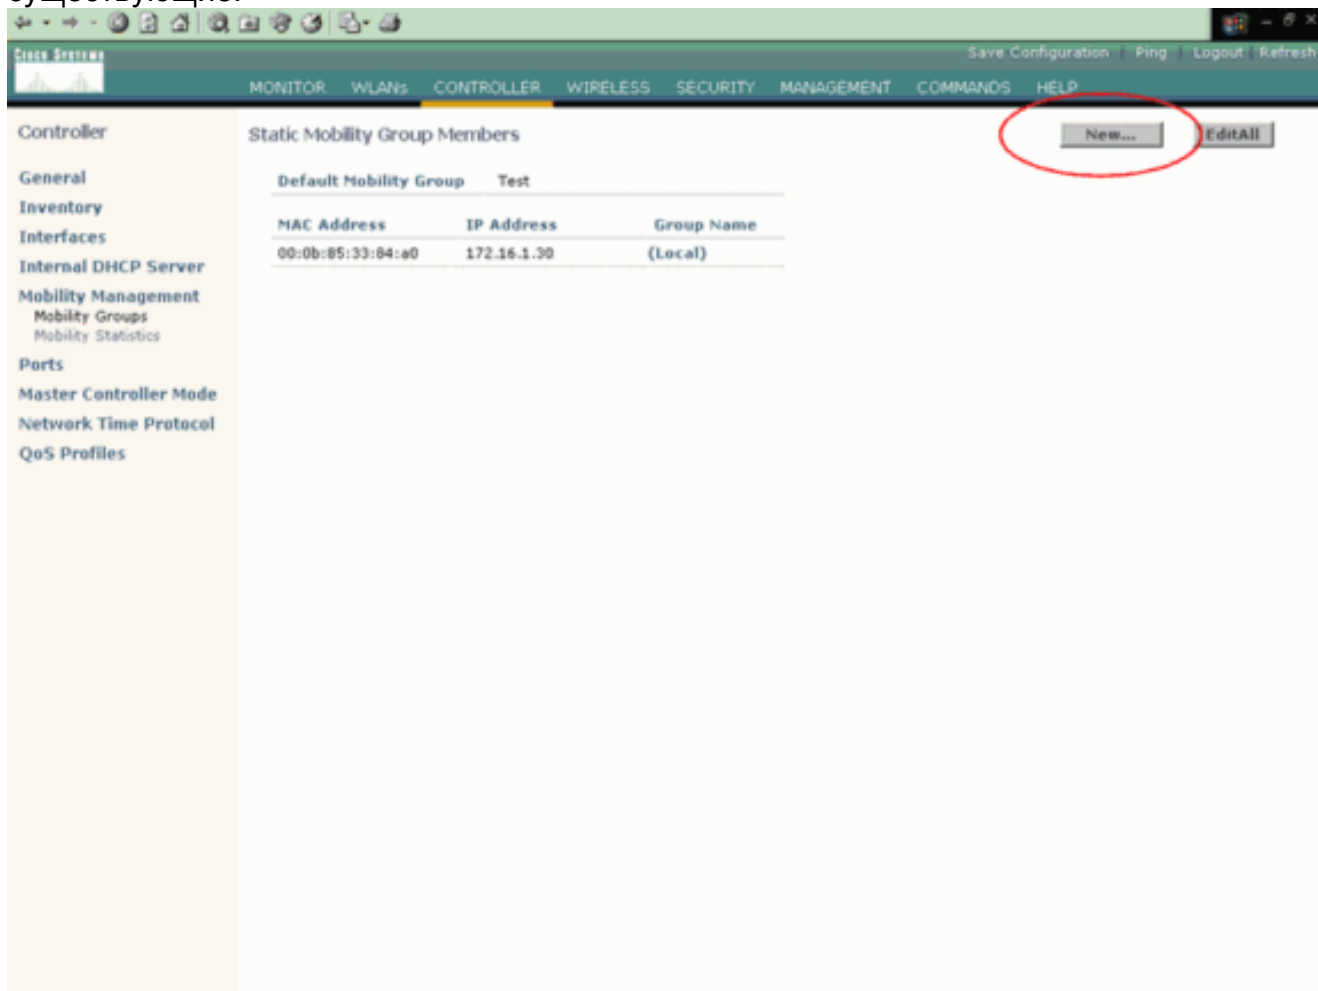 существующие.
CISCO SYSTEMS
Save Configuration | Ping | Logout | Refresh
MONITOR WLANs CONTROLLER WIRELESS SECURITY MANAGEMENT COMMANDS HELP
Controller
General
Inventory
Interfaces
Internal DHCP Server
Mobility Management
Mobility Groups
Mobility Statistics
Ports
Master Controller Mode
Network Time Protocol
QoS Profiles
Static Mobility Group Members
New...
EditAll
Default Mobility Group Test
MAC Address IP Address Group Name
00:0b:85:33:84:a0 172.16.1.30 (Local)